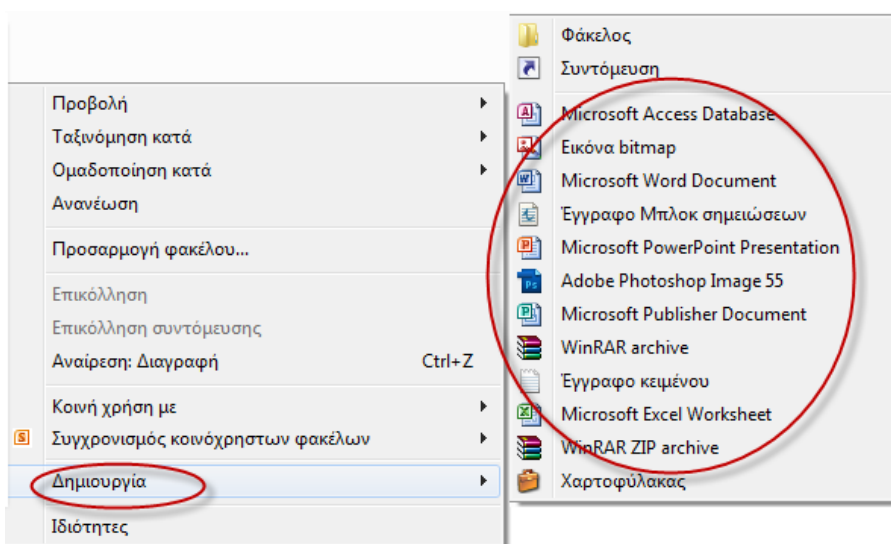 Προβολή
Ταξινόμηση κατά
Ομαδοποίηση κατά
Ανανέωση
Προσαρμογή φακέλου...
Επικόλληση
Επικόλληση συντόμευσης
Αναίρεση: Διαγραφή Ctrl+Z
Κοινή χρήση με
S Συγχρονισμός κοινόχρηστων φακέλων
Δημιουργία
Ιδιότητες
Φάκελος
Συντόμευση
Microsoft Access Database
Εικόνα bitmap
Microsoft Word Document
Έγγραφο Μπλοκ σημειώσεων
Microsoft PowerPoint Presentation
Adobe Photoshop Image 55
Microsoft Publisher Document
WinRAR archive
Έγγραφο κειμένου
Microsoft Excel Worksheet
WinRAR ZIP archive
Χαρτοφύλακας